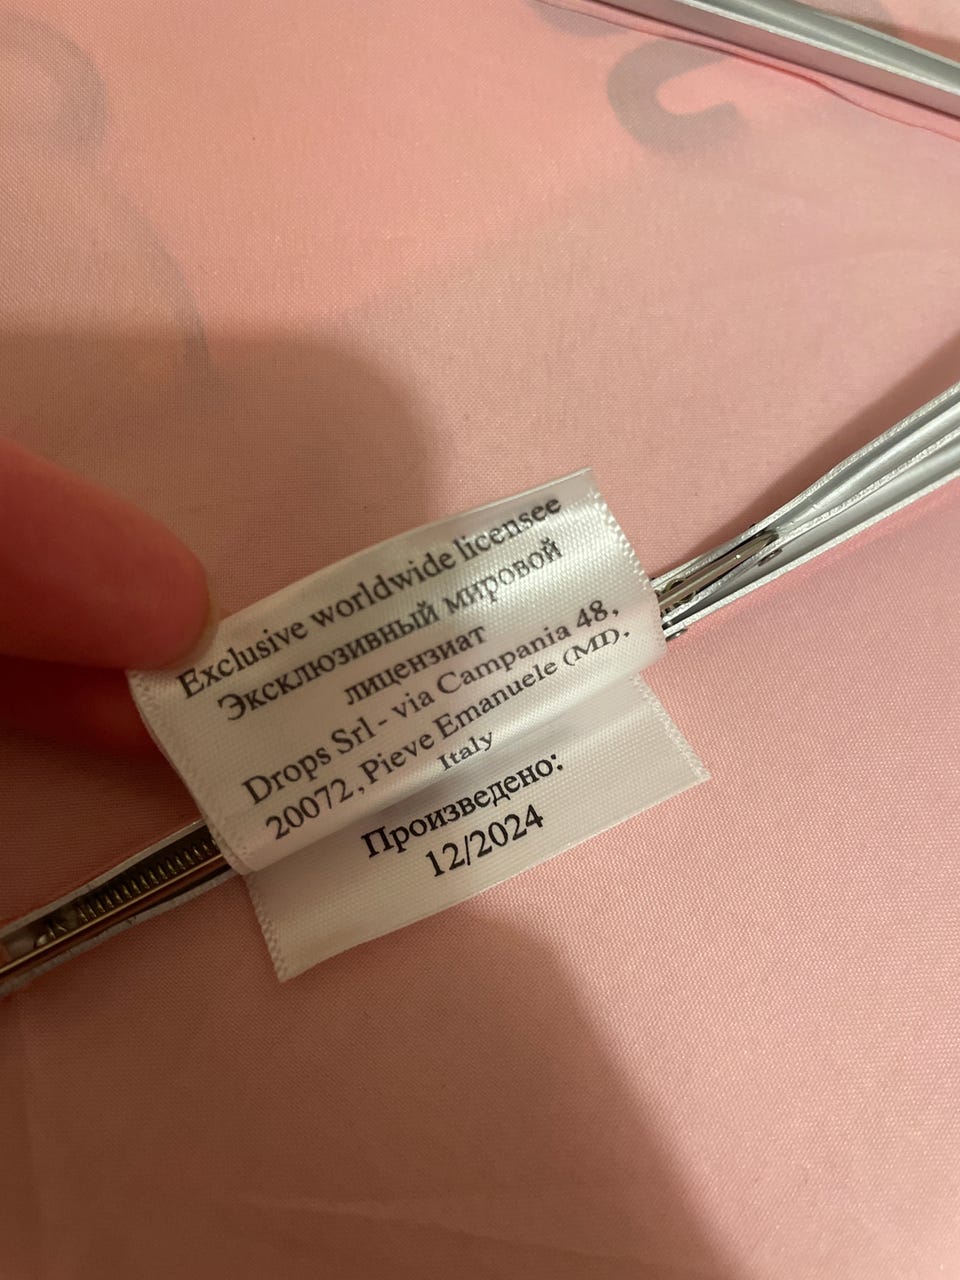 Exclusive worldwide licensee
Эксклюзивный мировой
лицензиат
Drops Srl - via Campania 48,
20072, Pieve Emanuele (MI).
Italy
Произведено:
12/2024